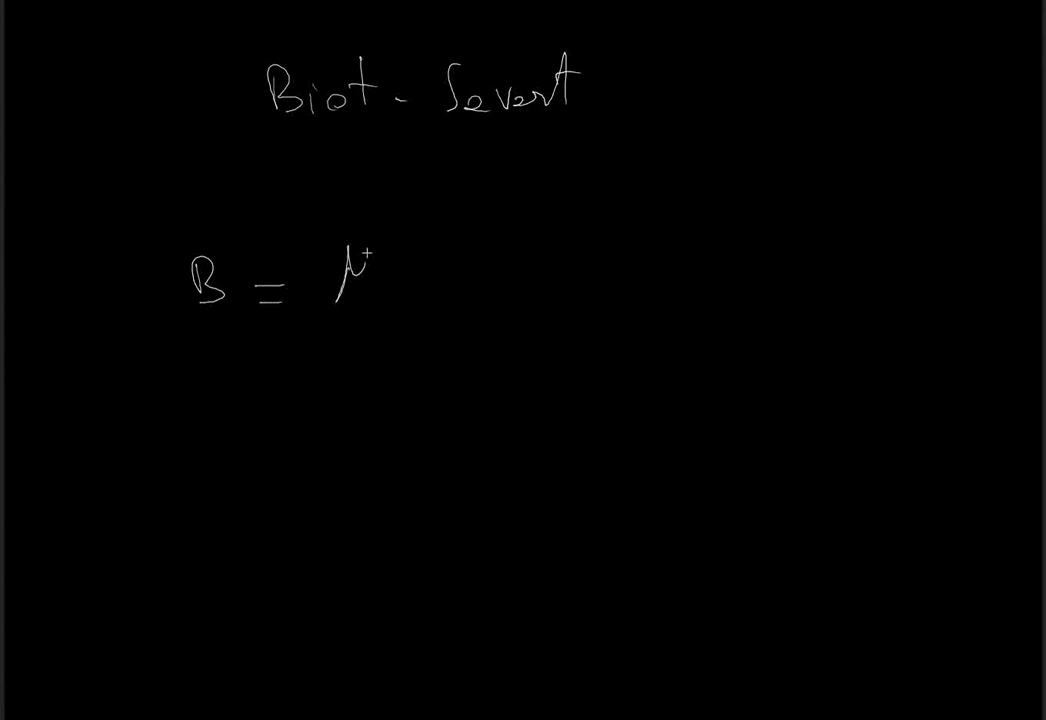 Biot - Savart
B = μ